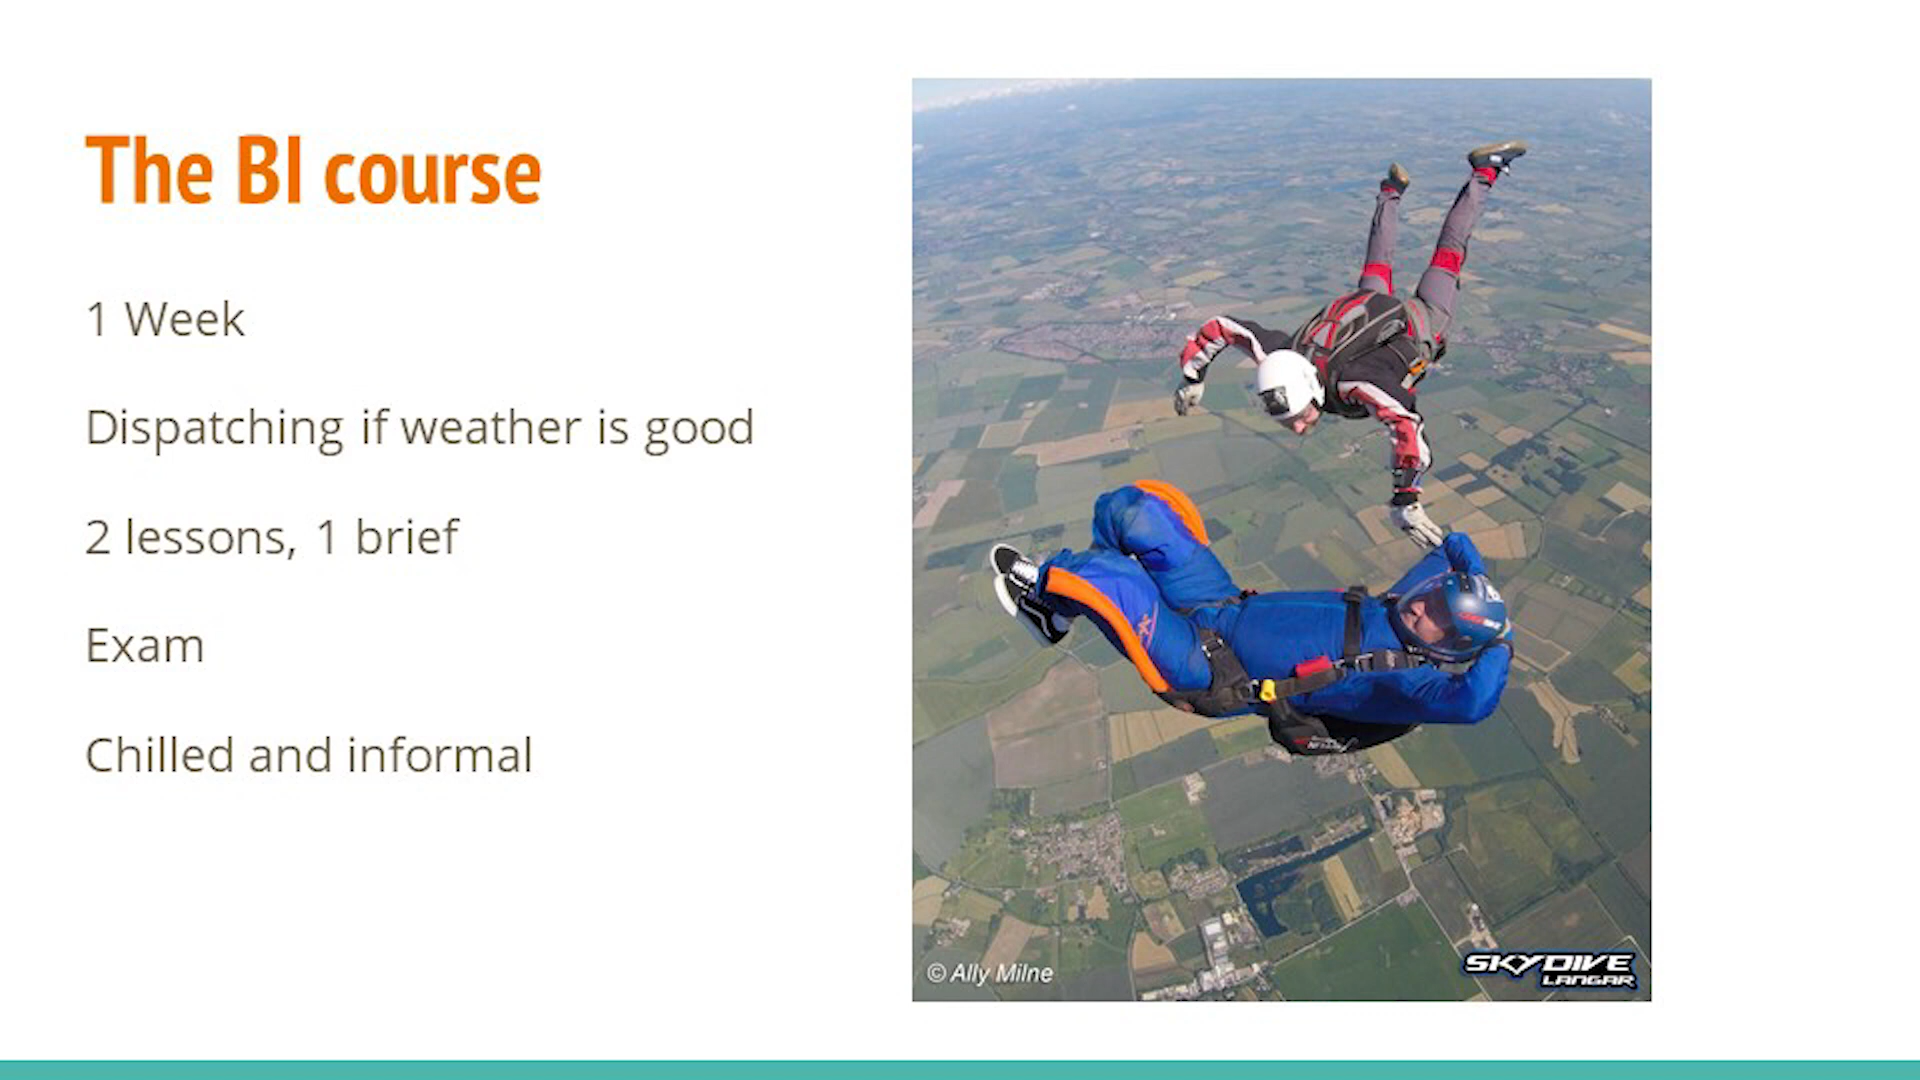 The BI course
1 Week
Dispatching if weather is good
2 lessons, 1 brief
Exam
Chilled and informal
© Ally Milne
SKYDIVE
LANGAR